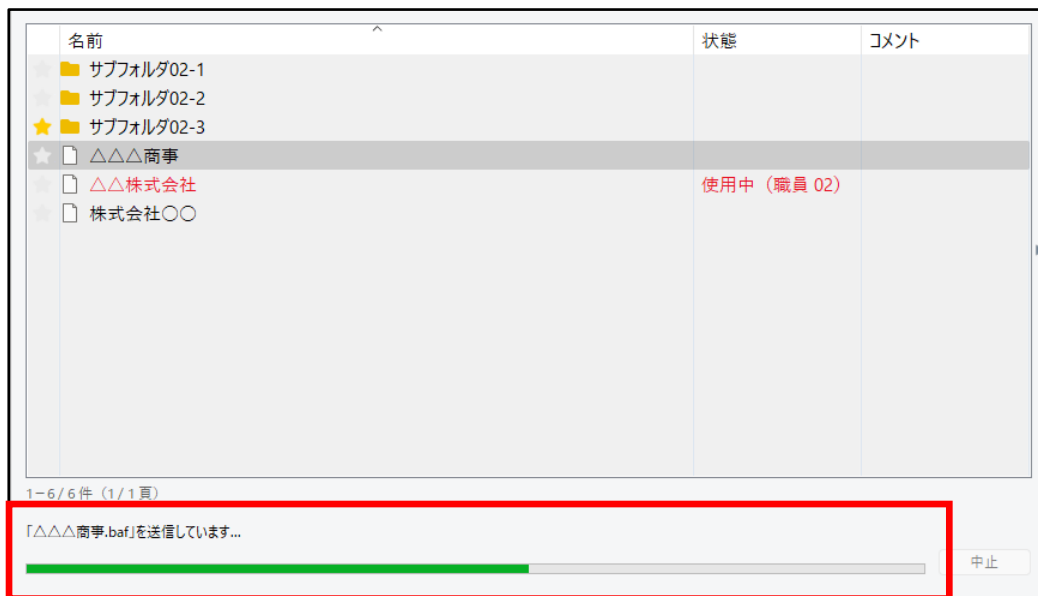 名前 状態 コメント
サブフォルダ02-1
サブフォルダ02-2
サブフォルダ02-3
△△△商事
△△株式会社 使用中（職員 02）
株式会社○○
1－6/6件（1/1頁）
「△△△商事.baf」を送信しています...
中止